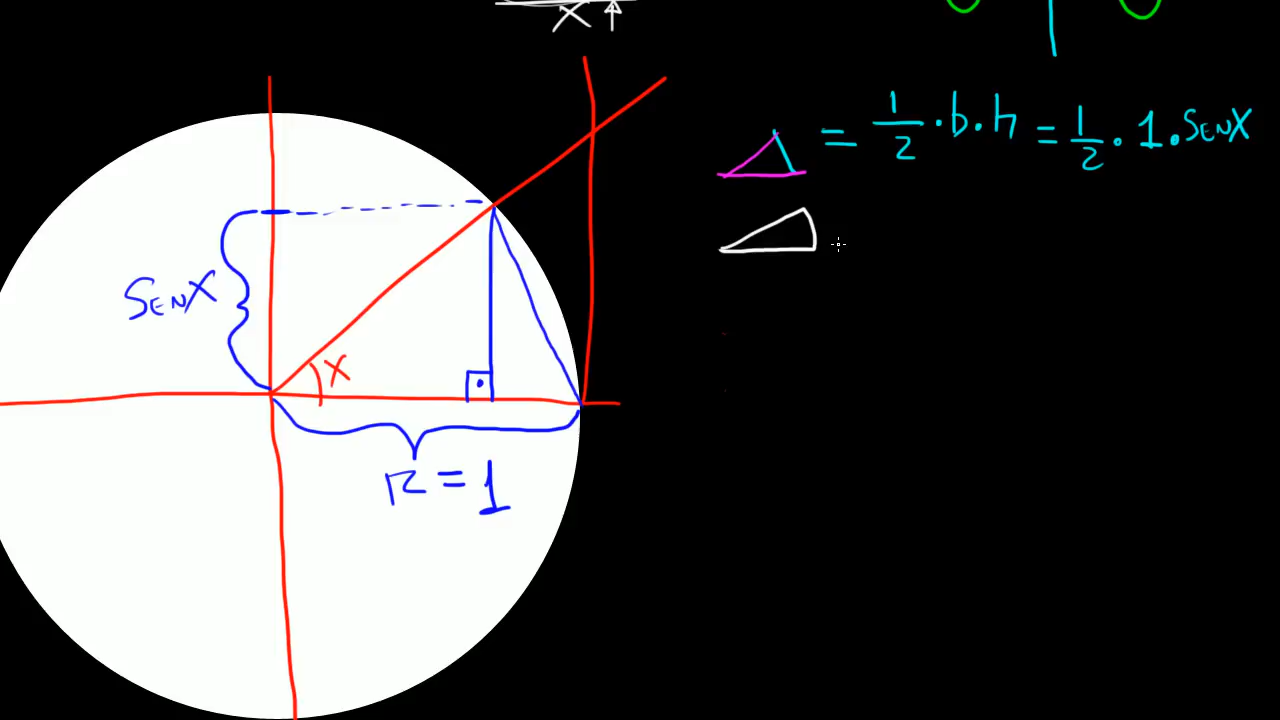 X↑
= 1/2 · b · h = 1/2 · 1 · SENX
SENX
X
R = 1